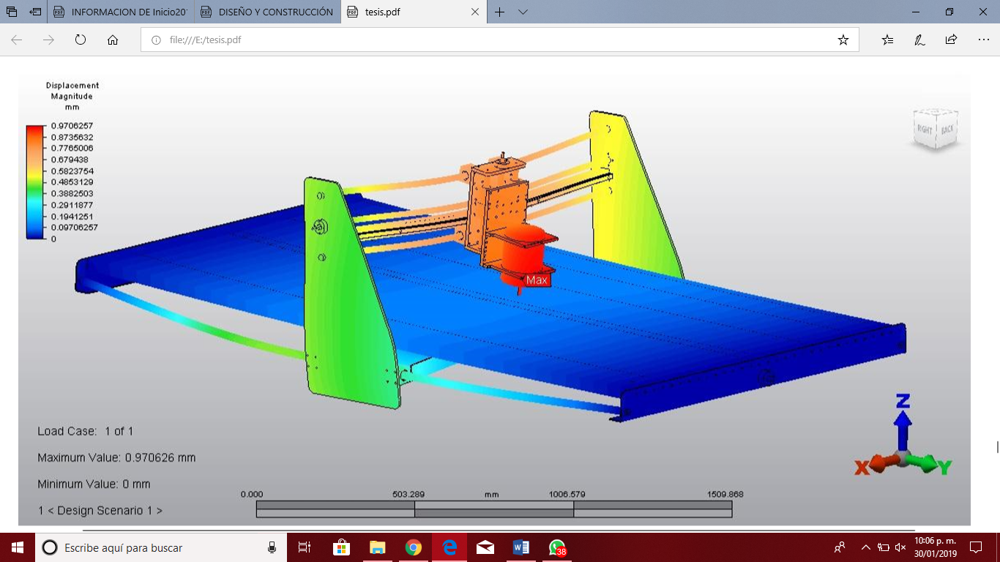 INFORMACION DE Inicio20
DISEÑO Y CONSTRUCCIÓN
tesis.pdf
file:///E:/tesis.pdf
Displacement
Magnitude
mm
0.9706257
0.8735632
0.7765006
0.679438
0.5823754
0.4853129
0.3882503
0.2911877
0.1941251
0.09706257
0
RIGHT
BACK
Max
Z
X
Y
Load Case: 1 of 1
Maximum Value: 0.970626 mm
Minimum Value: 0 mm
1 < Design Scenario 1 >
0.000
503.289
mm
1006.579
1509.868
Escribe aquí para buscar
38
10:06 p. m.
30/01/2019